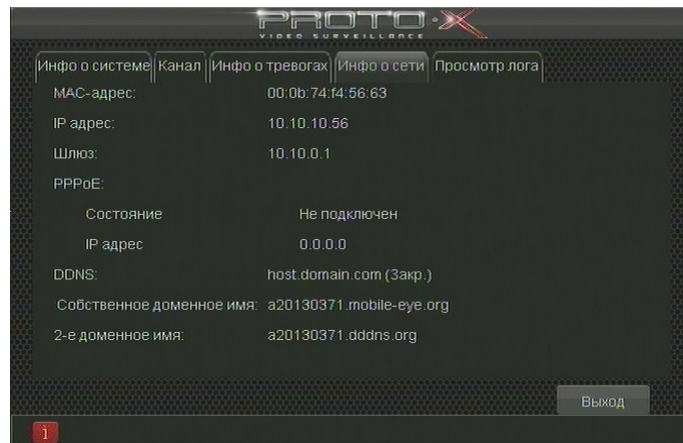 PROTO·X
VIDEO SURVEILLANCE
Инфо о системе Канал Инфо о тревогах Инфо о сети Просмотр лога
MAC-адрес: 00:0b:74:f4:56:63
IP адрес: 10.10.10.56
Шлюз: 10.10.0.1
PPPoE:
Состояние Не подключен
IP адрес 0.0.0.0
DDNS: host.domain.com (Закр.)
Собственное доменное имя: a20130371.mobile-eye.org
2-е доменное имя: a20130371.dddns.org
Выход
i